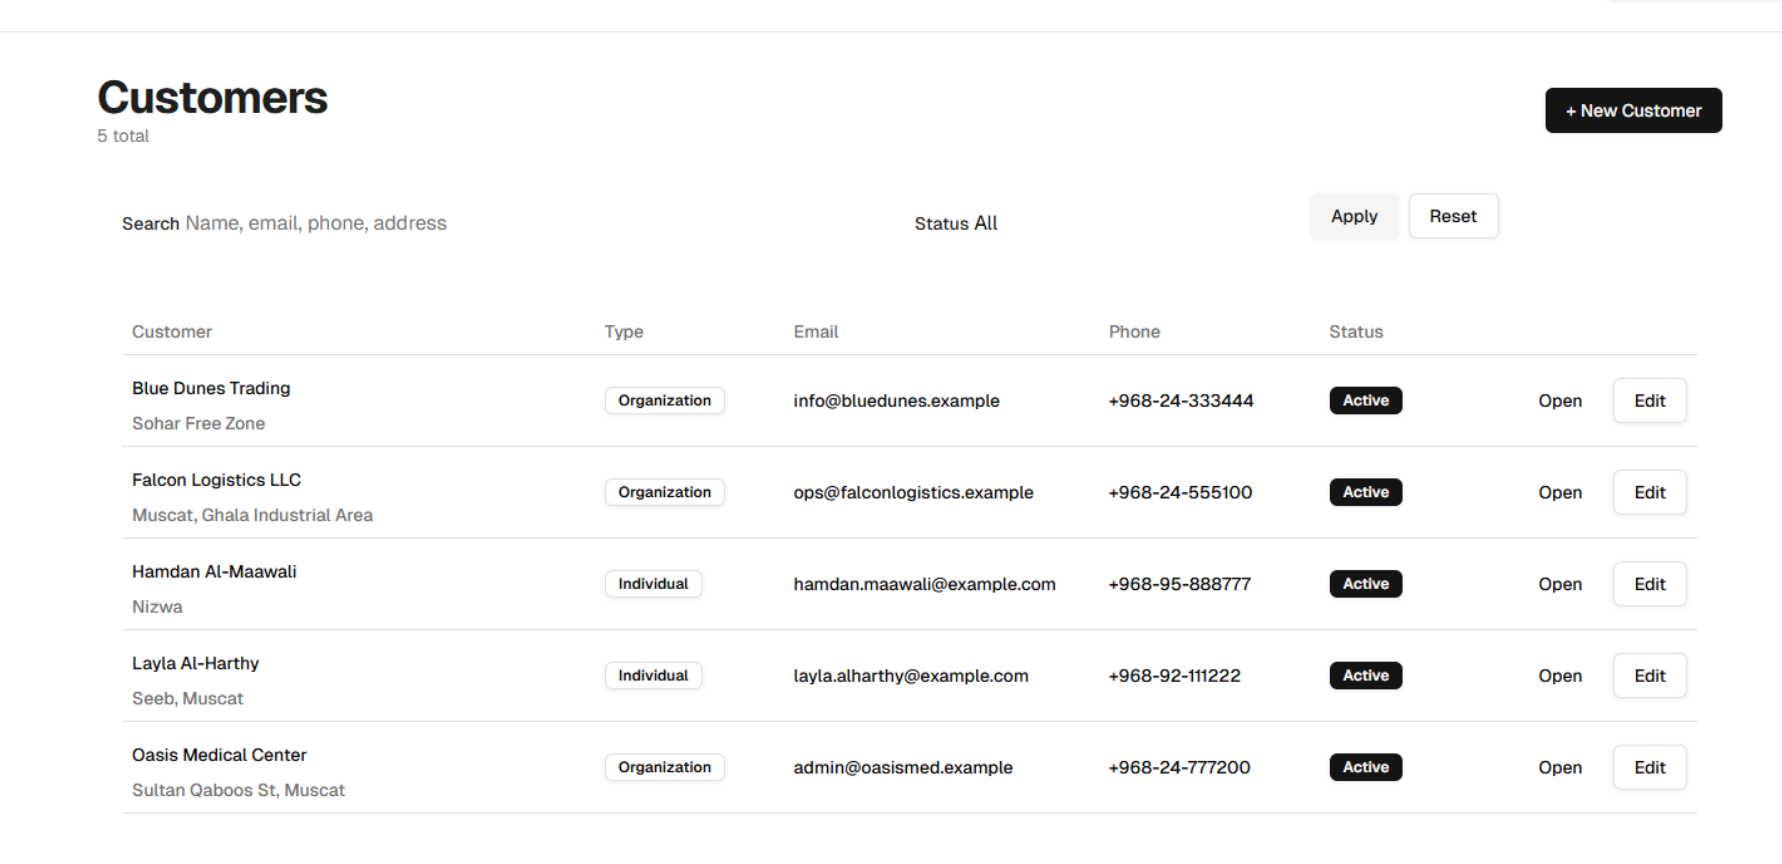 Customers
5 total
+ New Customer
Search Name, email, phone, address Status All Apply Reset
Customer Type Email Phone Status
Blue Dunes Trading
Sohar Free Zone
Organization info@bluedunes.example +968-24-333444 Active Open Edit
Falcon Logistics LLC
Muscat, Ghala Industrial Area
Organization ops@falconlogistics.example +968-24-555100 Active Open Edit
Hamdan Al-Maawali
Nizwa
Individual hamdan.maawali@example.com +968-95-888777 Active Open Edit
Layla Al-Harthy
Seeb, Muscat
Individual layla.alharthy@example.com +968-92-111222 Active Open Edit
Oasis Medical Center
Sultan Qaboos St, Muscat
Organization admin@oasismed.example +968-24-777200 Active Open Edit